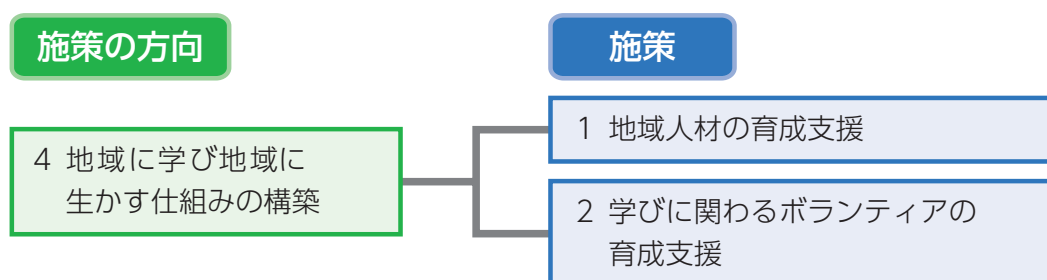 施策の方向
施策
4 地域に学び地域に
生かす仕組みの構築
1 地域人材の育成支援
2 学びに関わるボランティアの
育成支援